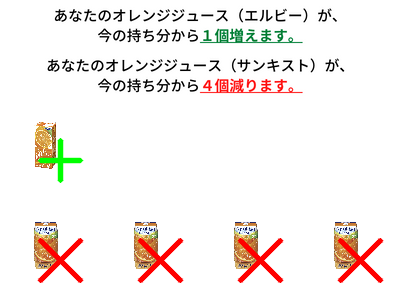 あなたのオレンジジュース（エルビー）が、
今の持ち分から１個増えます。
あなたのオレンジジュース（サンキスト）が、
今の持ち分から４個減ります。